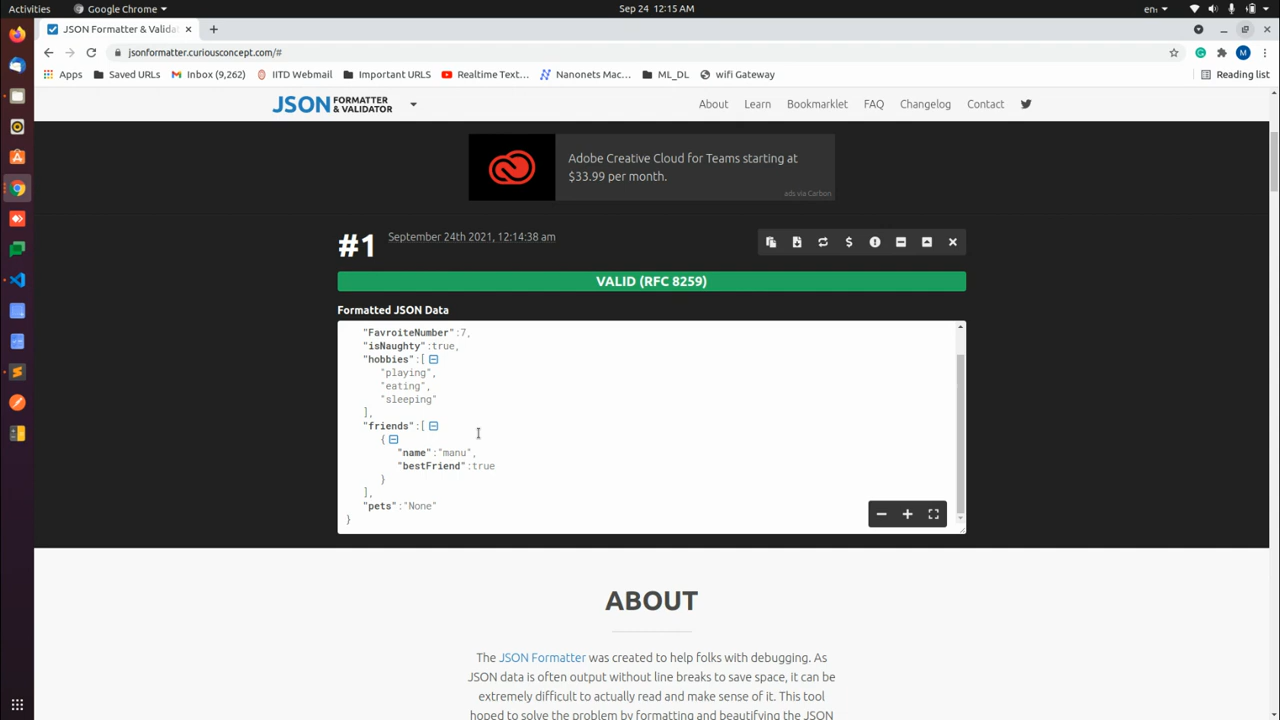 Activities
Google Chrome
Sep 24 12:15 AM
en
JSON Formatter & Valida
jsonformatter.curiousconcept.com/#
M
Apps
Saved URLs
Inbox (9,262)
IITD Webmail
Important URLS
Realtime Text...
Nanonets Mac...
ML_DL
wifi Gateway
Reading list
JSON FORMATTER & VALIDATOR
About
Learn
Bookmarklet
FAQ
Changelog
Contact
Adobe Creative Cloud for Teams starting at
$33.99 per month.
ads via Carbon
#1
September 24th 2021, 12:14:38 am
VALID (RFC 8259)
Formatted JSON Data
"FavroiteNumber":7,
"isNaughty":true,
"hobbies":[
"playing",
"eating",
"sleeping"
],
"friends":[
{
"name":"manu",
"bestFriend":true
}
],
"pets":"None"
}
ABOUT
The JSON Formatter was created to help folks with debugging. As
JSON data is often output without line breaks to save space, it can be
extremely difficult to actually read and make sense of it. This tool
hoped to solve the problem by formatting and beautifying the JSON